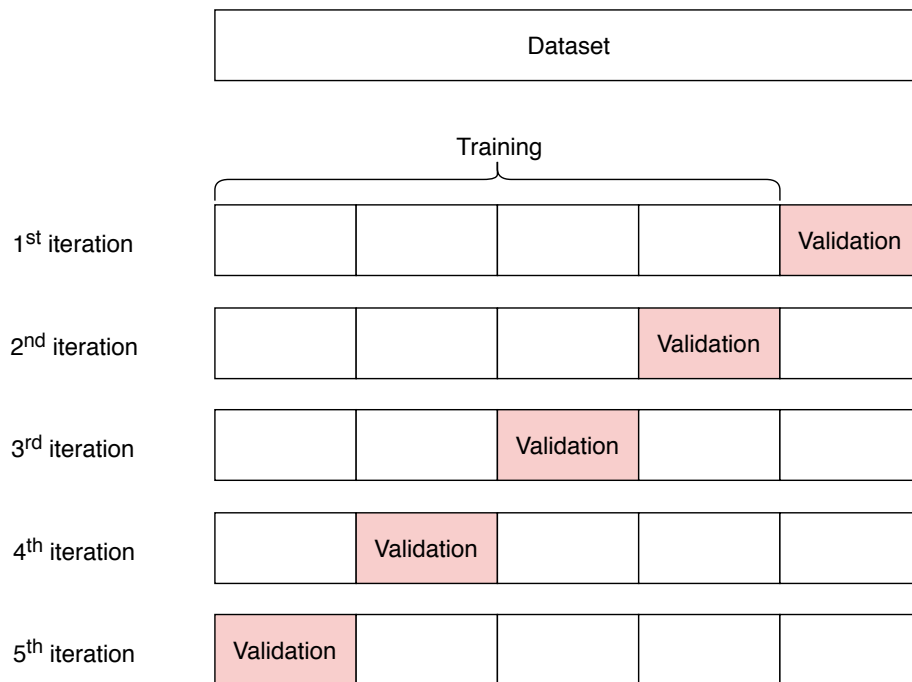 Dataset
Training
1st iteration
Validation
2nd iteration
Validation
3rd iteration
Validation
4th iteration
Validation
5th iteration
Validation